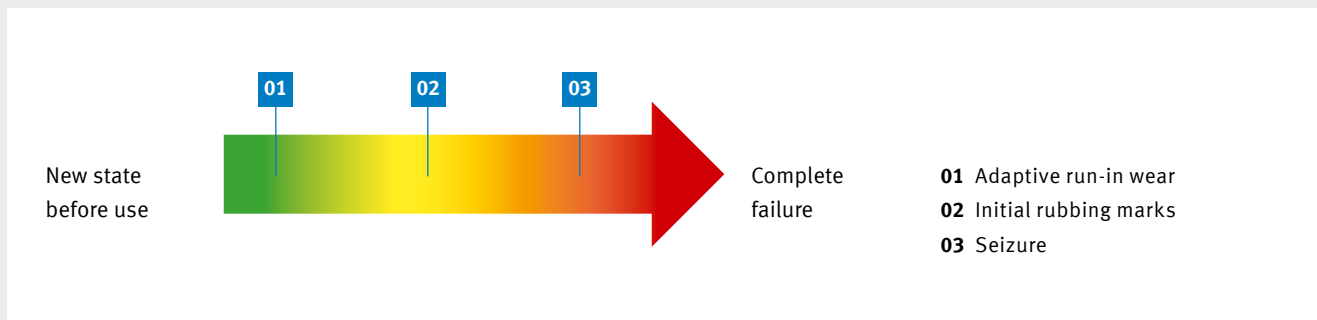 01
02
03
New state
before use
Complete
failure
01 Adaptive run-in wear
02 Initial rubbing marks
03 Seizure